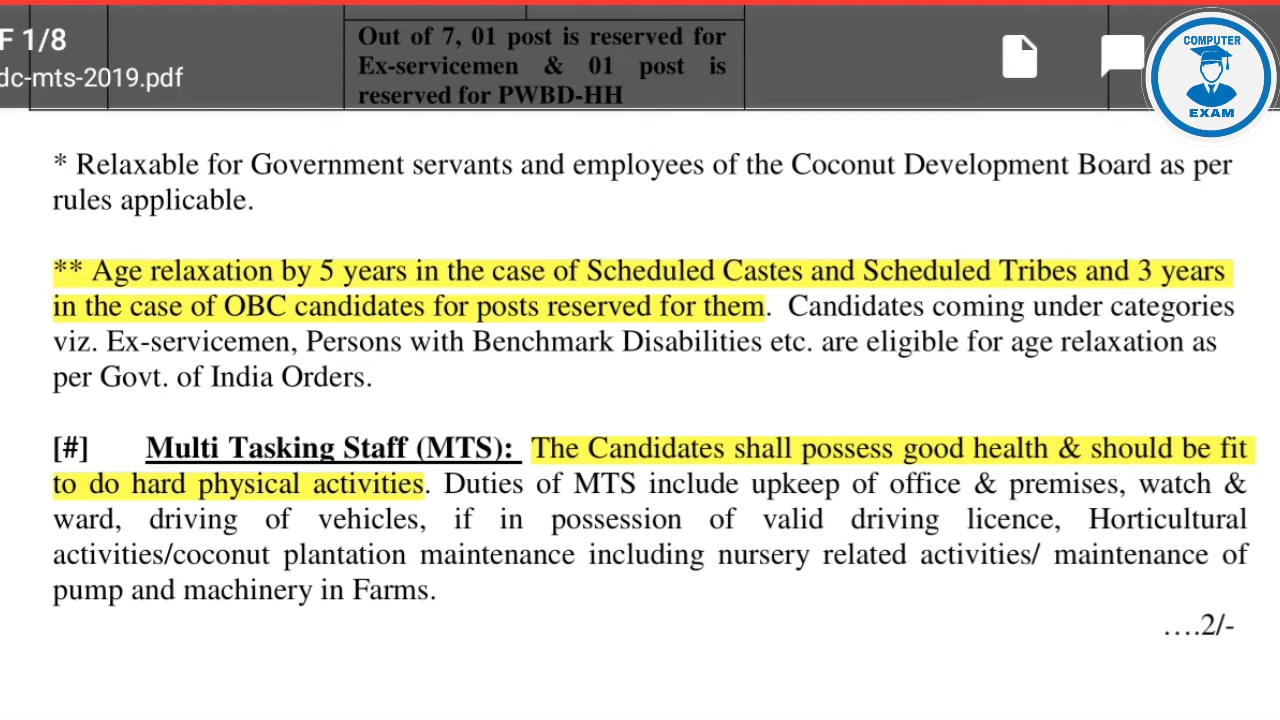 F 1/8
dc-mts-2019.pdf
Out of 7, 01 post is reserved for
Ex-servicemen & 01 post is
reserved for PWBD-HH
COMPUTER
EXAM
* Relaxable for Government servants and employees of the Coconut Development Board as per
rules applicable.
** Age relaxation by 5 years in the case of Scheduled Castes and Scheduled Tribes and 3 years
in the case of OBC candidates for posts reserved for them. Candidates coming under categories
viz. Ex-servicemen, Persons with Benchmark Disabilities etc. are eligible for age relaxation as
per Govt. of India Orders.
[#] Multi Tasking Staff (MTS): The Candidates shall possess good health & should be fit
to do hard physical activities. Duties of MTS include upkeep of office & premises, watch &
ward, driving of vehicles, if in possession of valid driving licence, Horticultural
activities/coconut plantation maintenance including nursery related activities/ maintenance of
pump and machinery in Farms.
….2/-